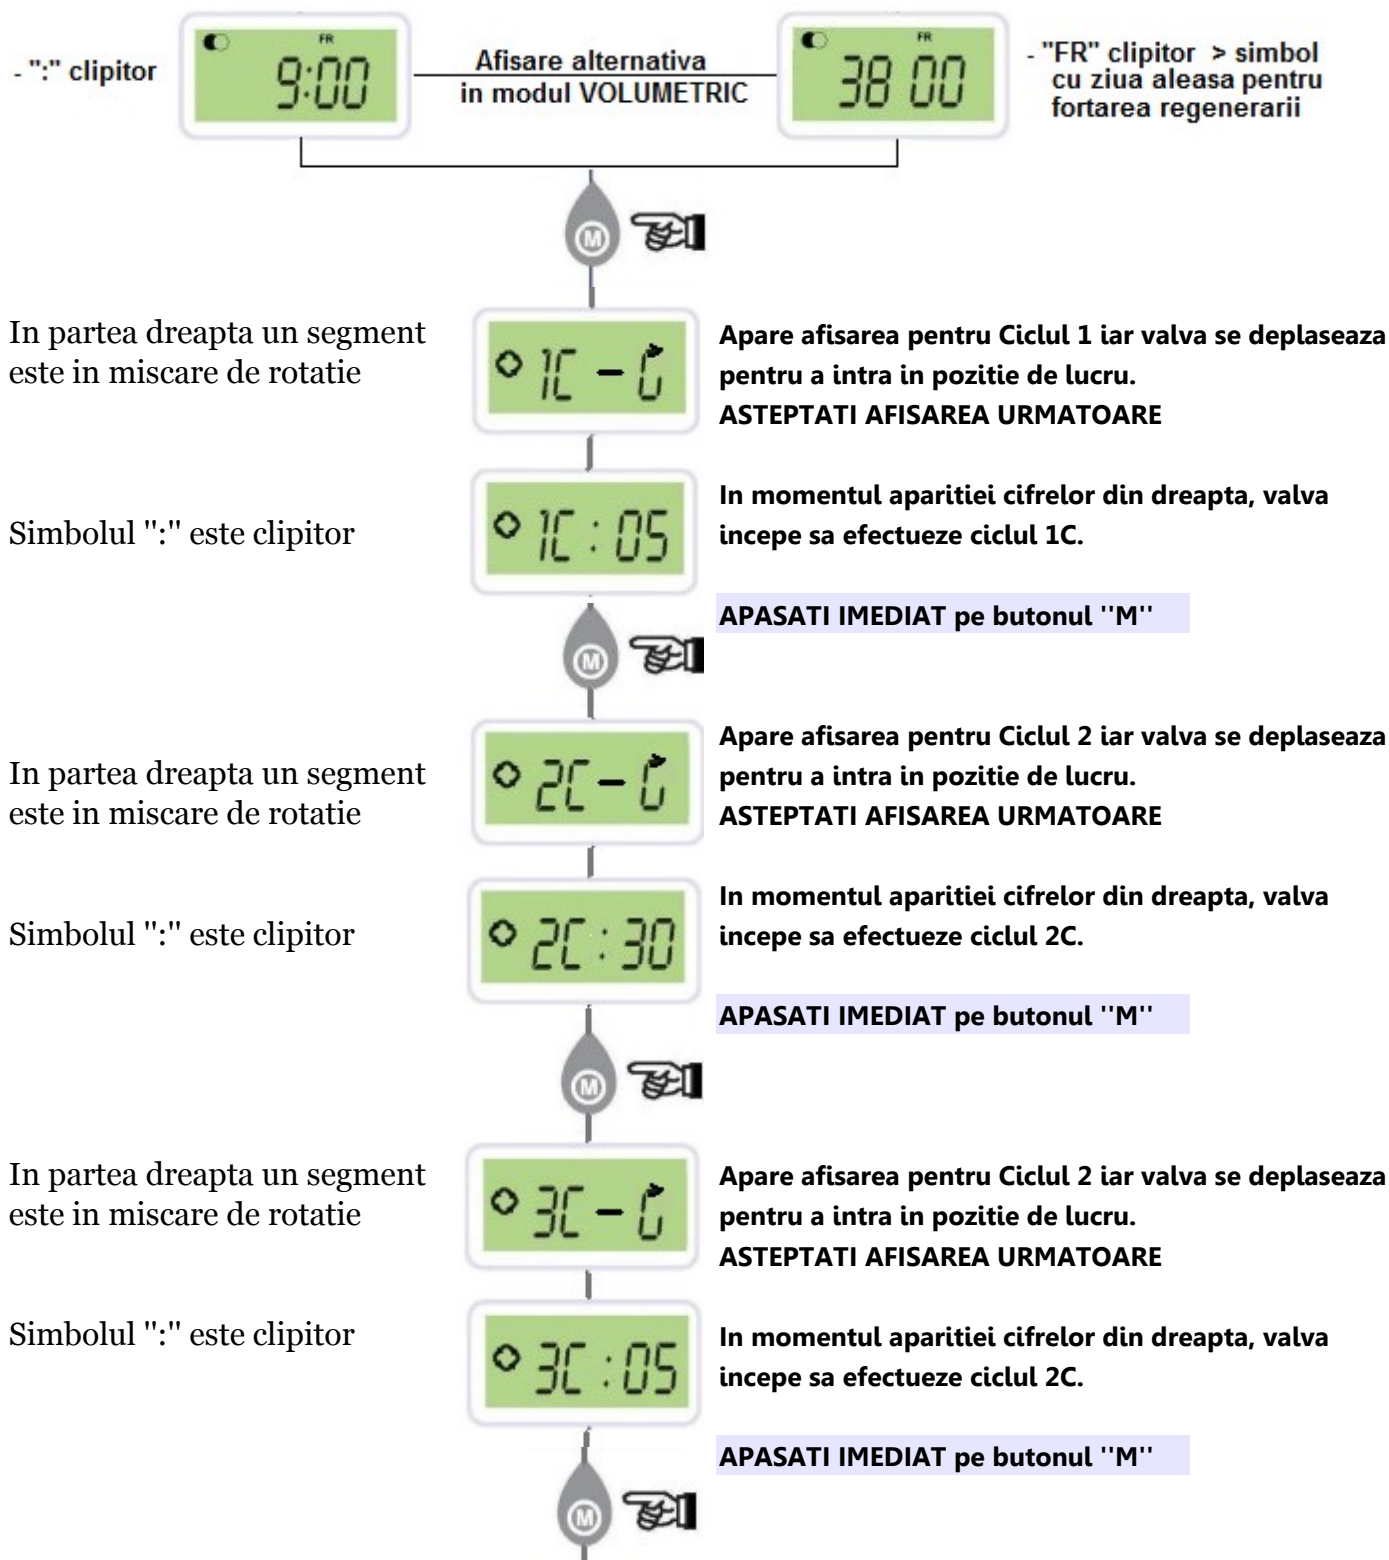 - ":" clipitor
FR
9:00
Afisare alternativa
in modul VOLUMETRIC
FR
38 00
- "FR" clipitor > simbol
cu ziua aleasa pentru
fortarea regenerarii
M
In partea dreapta un segment
este in miscare de rotatie
1C -
Apare afisarea pentru Ciclul 1 iar valva se deplaseaza
pentru a intra in pozitie de lucru.
ASTEPTATI AFISAREA URMATOARE
Simbolul ":" este clipitor
1C : 05
In momentul aparitiei cifrelor din dreapta, valva
incepe sa efectueze ciclul 1C.
APASATI IMEDIAT pe butonul ''M''
M
In partea dreapta un segment
este in miscare de rotatie
2C -
Apare afisarea pentru Ciclul 2 iar valva se deplaseaza
pentru a intra in pozitie de lucru.
ASTEPTATI AFISAREA URMATOARE
Simbolul ":" este clipitor
2C : 30
In momentul aparitiei cifrelor din dreapta, valva
incepe sa efectueze ciclul 2C.
APASATI IMEDIAT pe butonul ''M''
M
In partea dreapta un segment
este in miscare de rotatie
3C -
Apare afisarea pentru Ciclul 2 iar valva se deplaseaza
pentru a intra in pozitie de lucru.
ASTEPTATI AFISAREA URMATOARE
Simbolul ":" este clipitor
3C : 05
In momentul aparitiei cifrelor din dreapta, valva
incepe sa efectueze ciclul 2C.
APASATI IMEDIAT pe butonul ''M''
M